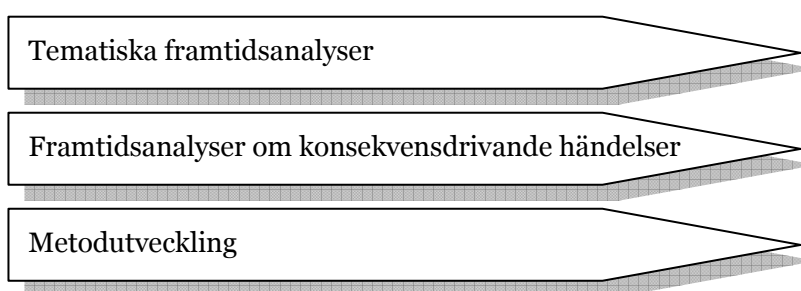 Tematiska framtidsanalyser
Framtidsanalyser om konsekvensdrivande händelser
Metodutveckling